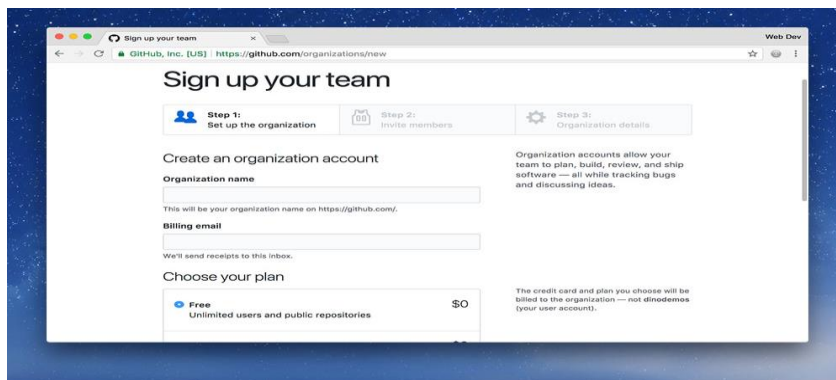 Sign up your team
Web Dev
GitHub, Inc. [US] https://github.com/organizations/new
Sign up your team
Step 1:
Set up the organization
Step 2:
Invite members
Step 3:
Organization details
Create an organization account
Organization name
This will be your organization name on https://github.com/.
Billing email
We'll send receipts to this inbox.
Organization accounts allow your
team to plan, build, review, and ship
software — all while tracking bugs
and discussing ideas.
Choose your plan
Free $0
Unlimited users and public repositories
The credit card and plan you choose will be
billed to the organization — not dinodemos
(your user account).